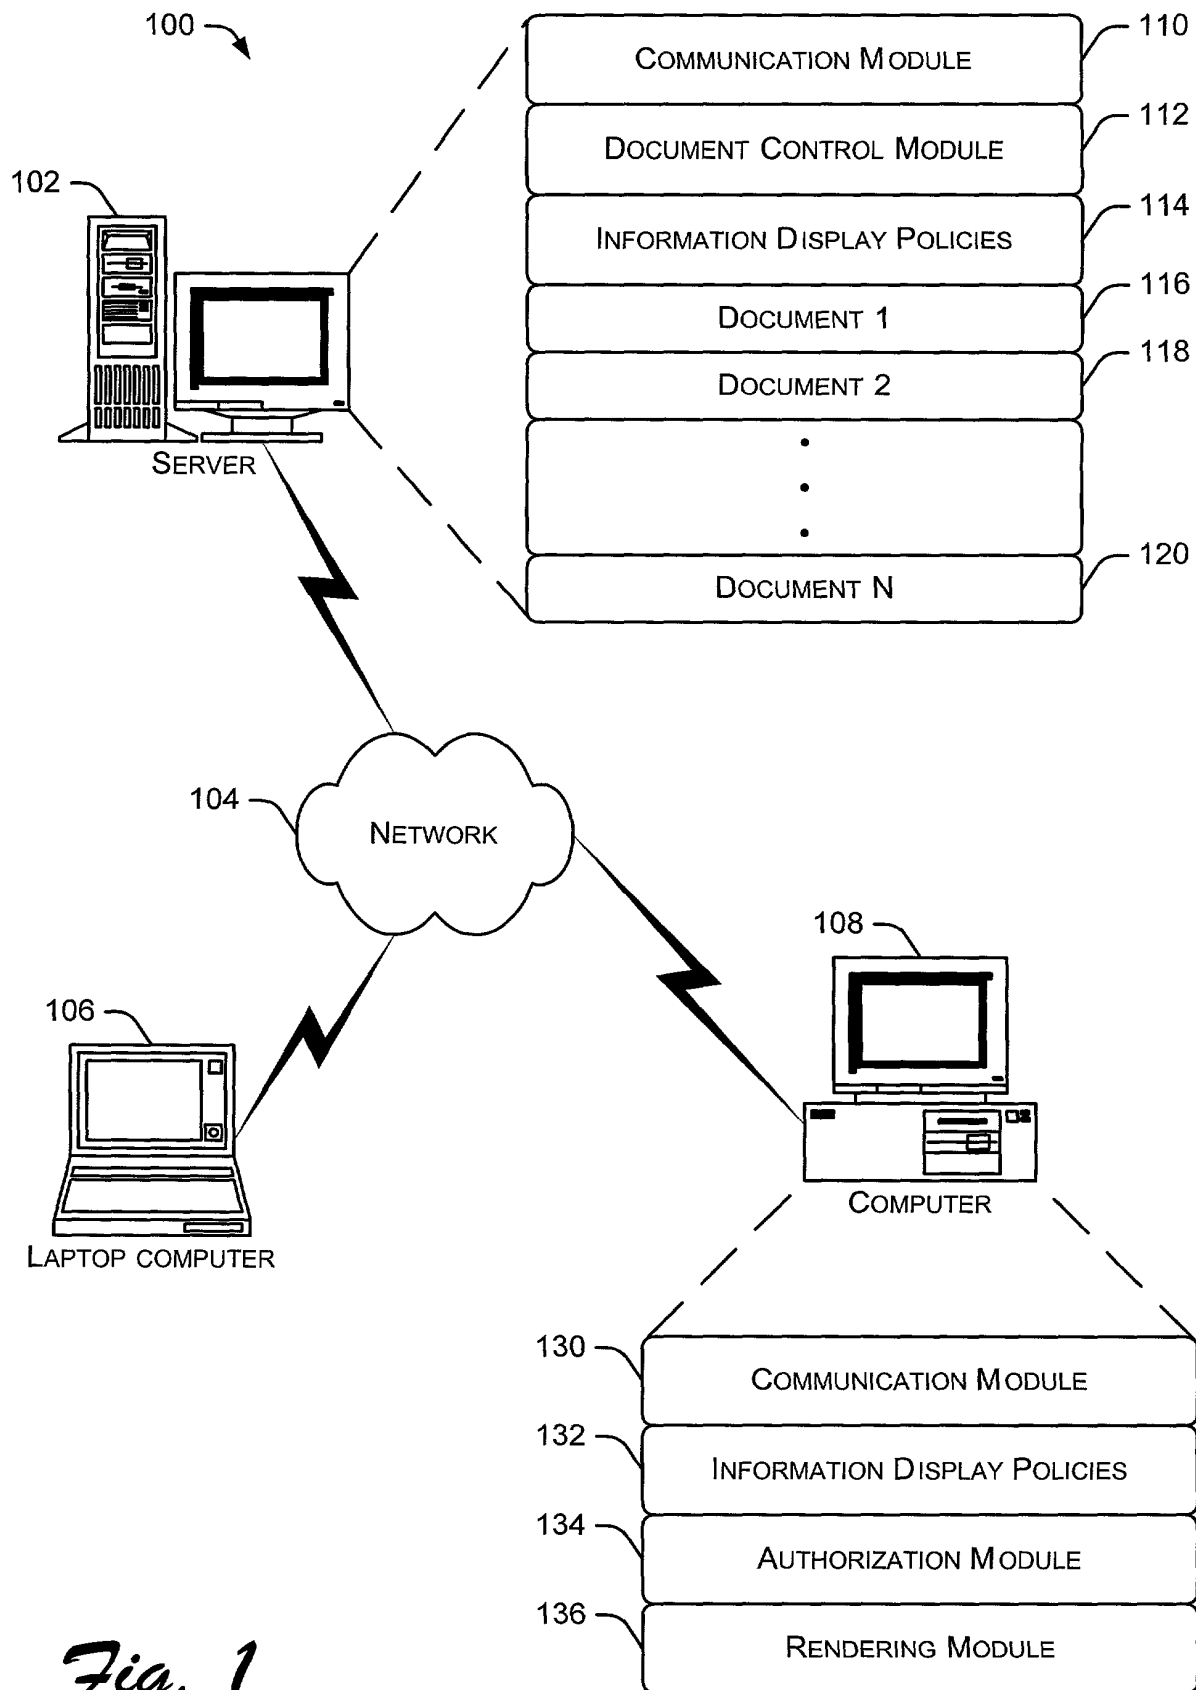 100
110
COMMUNICATION MODULE
112
DOCUMENT CONTROL MODULE
102
114
INFORMATION DISPLAY POLICIES
116
DOCUMENT 1
118
DOCUMENT 2
SERVER
120
DOCUMENT N
104
NETWORK
108
106
COMPUTER
LAPTOP COMPUTER
130
COMMUNICATION MODULE
132
INFORMATION DISPLAY POLICIES
134
AUTHORIZATION MODULE
136
RENDERING MODULE
Fig. 1